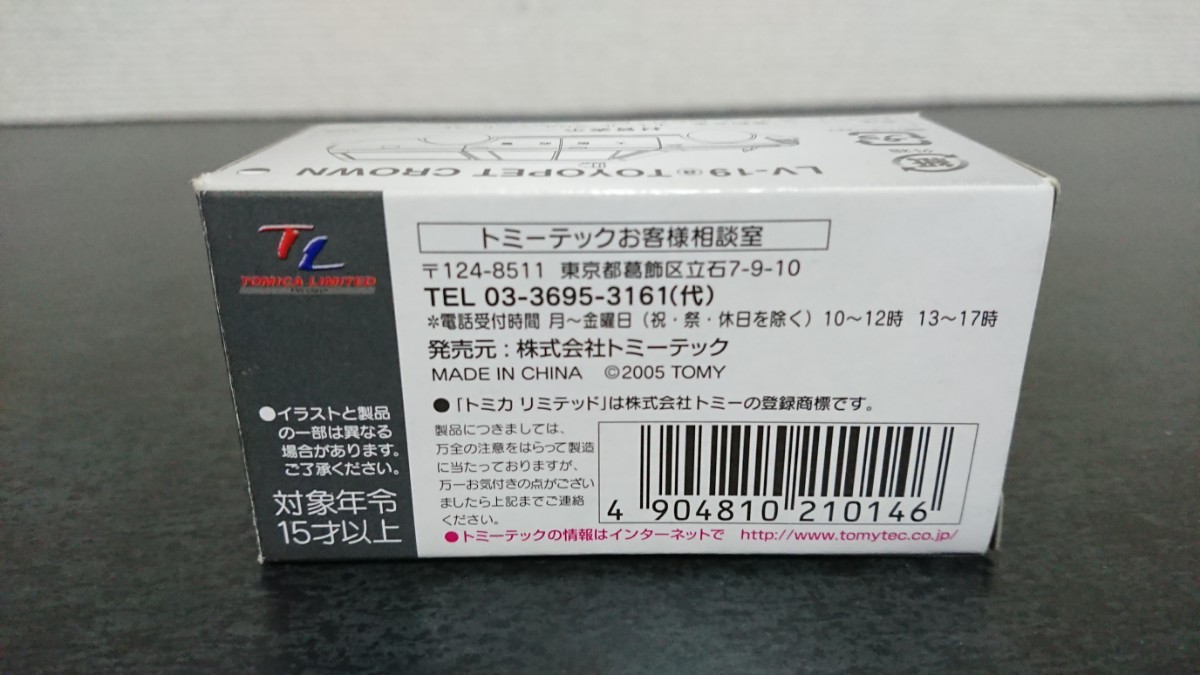 LV-19 ⓐ TOYOPET CROWN
TL
TOMICA LIMITED
●イラストと製品
の一部は異なる
場合があります。
ご了承ください。
対象年令
15才以上
トミーテックお客様相談室
〒124-8511 東京都葛飾区立石7-9-10
TEL 03-3695-3161(代)
*電話受付時間 月～金曜日（祝・祭・休日を除く）10～12時 13～17時
発売元：株式会社トミーテック
MADE IN CHINA ©2005 TOMY
●「トミカ リミテッド」は株式会社トミーの登録商標です。
製品につきましては、
万全の注意をはらって製造
に当たっておりますが、
万一お気付きの点がござい
ましたら上記までご連絡
ください。
4 904810 210146
●トミーテックの情報はインターネットで http://www.tomytec.co.jp/